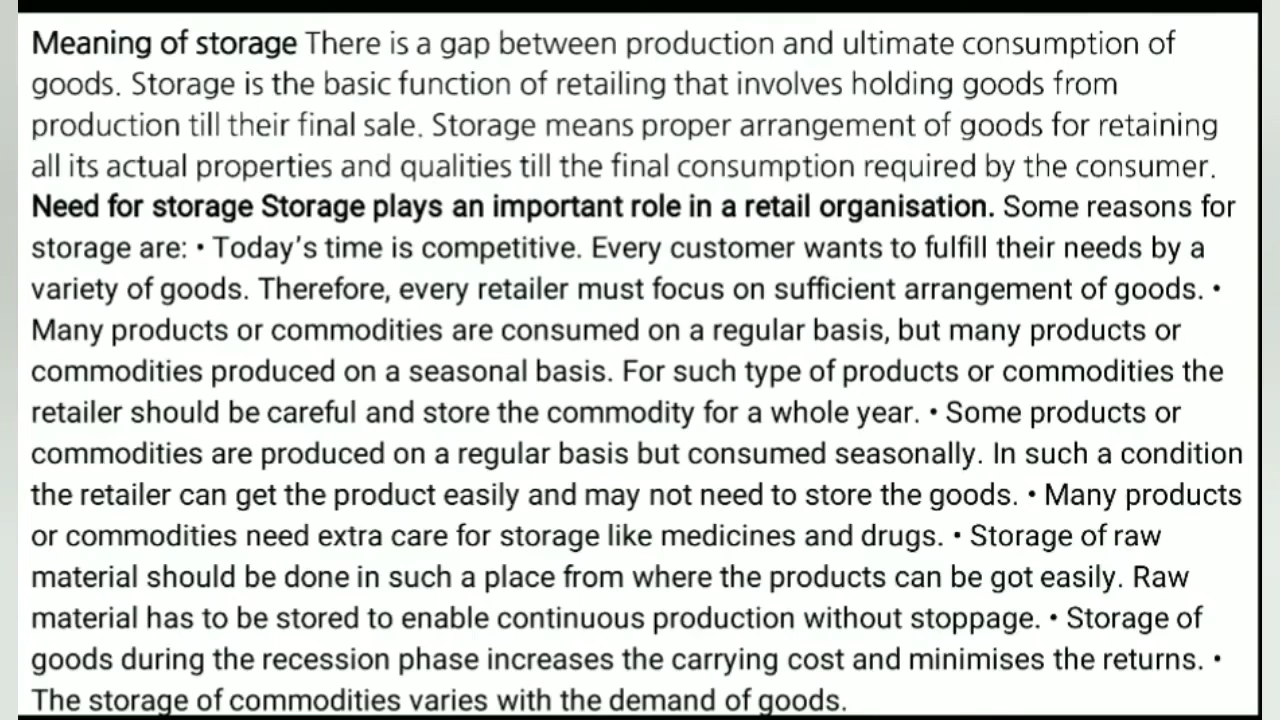 Meaning of storage There is a gap between production and ultimate consumption of
goods. Storage is the basic function of retailing that involves holding goods from
production till their final sale. Storage means proper arrangement of goods for retaining
all its actual properties and qualities till the final consumption required by the consumer.
Need for storage Storage plays an important role in a retail organisation. Some reasons for
storage are: • Today's time is competitive. Every customer wants to fulfill their needs by a
variety of goods. Therefore, every retailer must focus on sufficient arrangement of goods. •
Many products or commodities are consumed on a regular basis, but many products or
commodities produced on a seasonal basis. For such type of products or commodities the
retailer should be careful and store the commodity for a whole year. • Some products or
commodities are produced on a regular basis but consumed seasonally. In such a condition
the retailer can get the product easily and may not need to store the goods. • Many products
or commodities need extra care for storage like medicines and drugs. • Storage of raw
material should be done in such a place from where the products can be got easily. Raw
material has to be stored to enable continuous production without stoppage. • Storage of
goods during the recession phase increases the carrying cost and minimises the returns. •
The storage of commodities varies with the demand of goods.